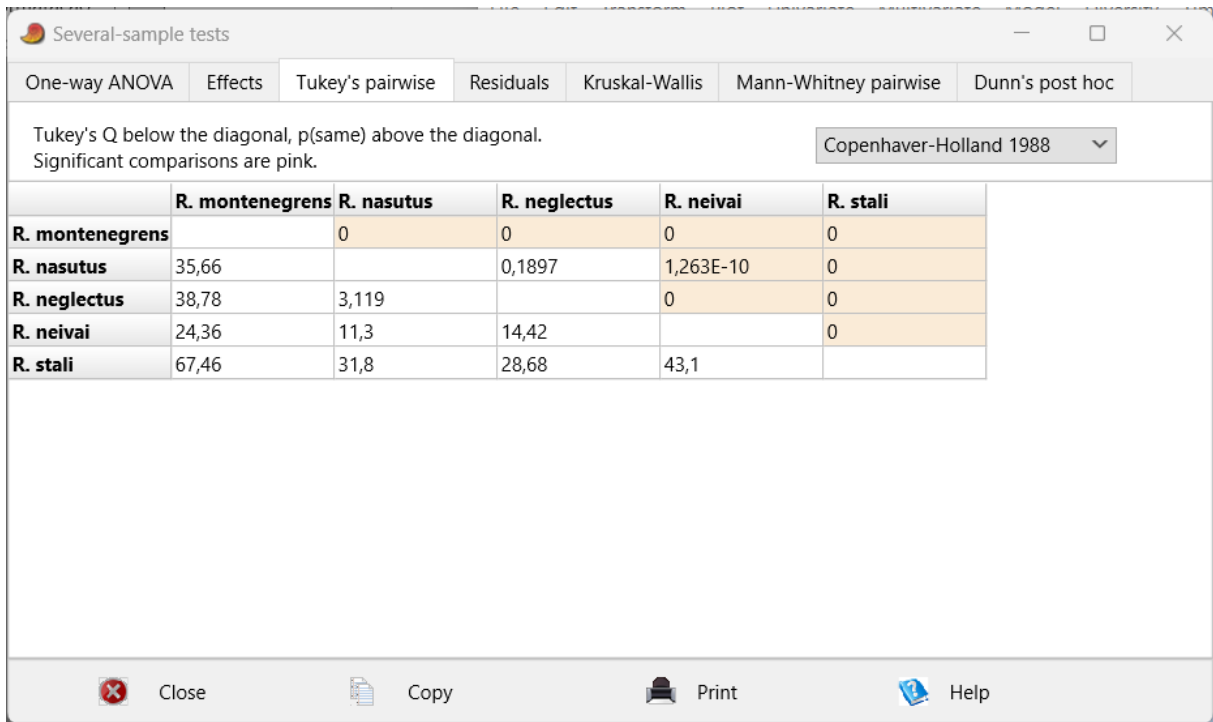 Several-sample tests
One-way ANOVA Effects Tukey's pairwise Residuals Kruskal-Wallis Mann-Whitney pairwise Dunn's post hoc
Tukey's Q below the diagonal, p(same) above the diagonal.
Significant comparisons are pink.
Copenhaver-Holland 1988
R. montenegrens R. nasutus R. neglectus R. neivai R. stali
R. montenegrens 0 0 0 0
R. nasutus 35,66 0,1897 1,263E-10 0
R. neglectus 38,78 3,119 0 0
R. neivai 24,36 11,3 14,42 0
R. stali 67,46 31,8 28,68 43,1
Close Copy Print Help